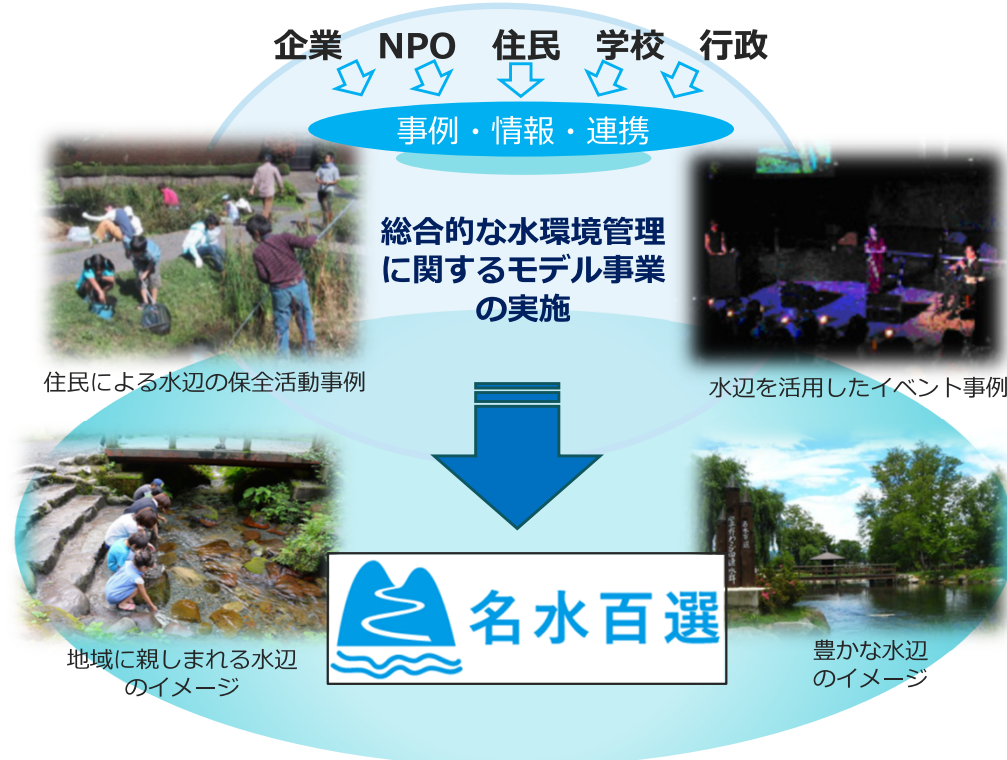 企業 NPO 住民 学校 行政
事例・情報・連携
総合的な水環境管理
に関するモデル事業
の実施
住民による水辺の保全活動事例
水辺を活用したイベント事例
名水百選
地域に親しまれる水辺
のイメージ
豊かな水辺
のイメージ
名水百選